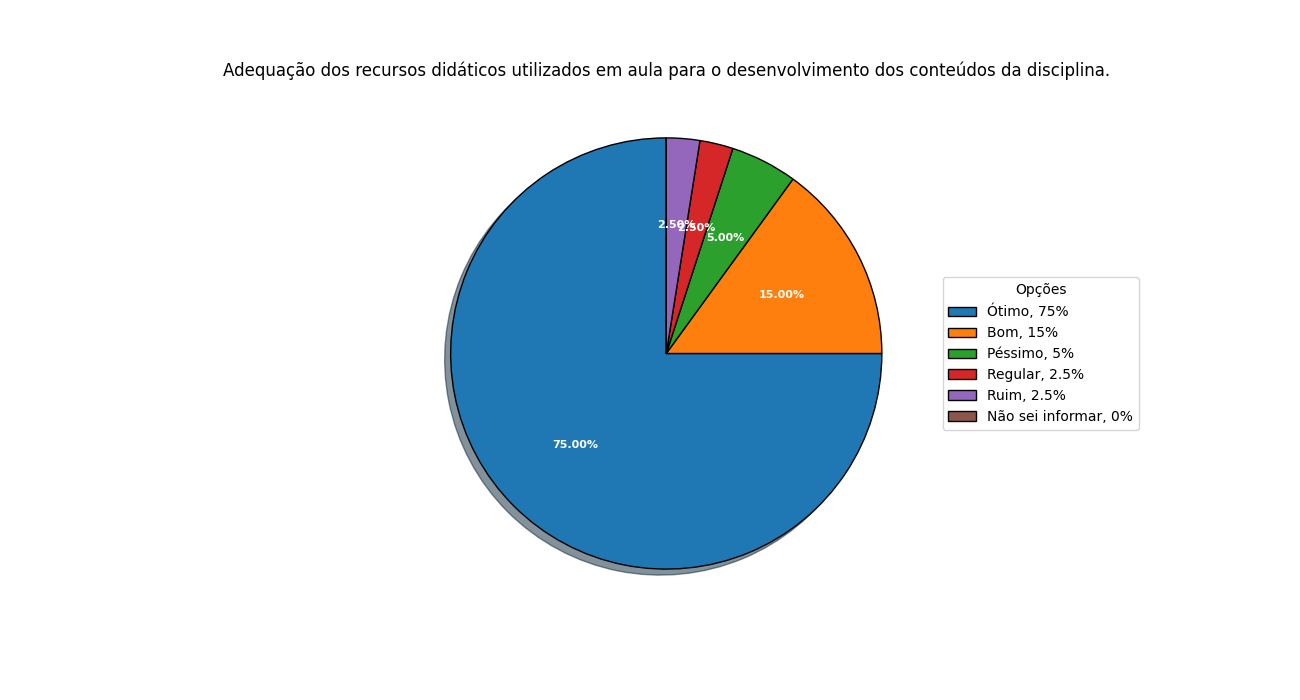 Adequação dos recursos didáticos utilizados em aula para o desenvolvimento dos conteúdos da disciplina.
2.50%
2.50%
5.00%
15.00%
75.00%
Opções
Ótimo, 75%
Bom, 15%
Péssimo, 5%
Regular, 2.5%
Ruim, 2.5%
Não sei informar, 0%